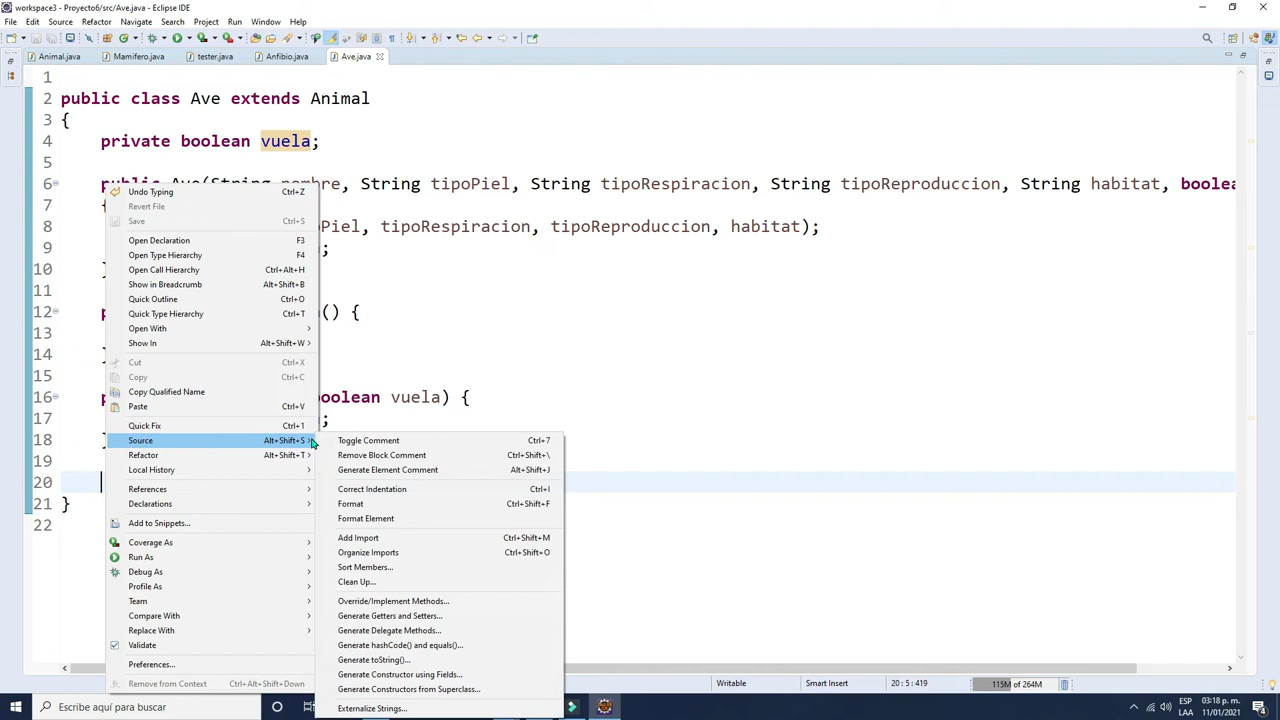 workspace3 - Proyecto6/src/Ave.java - Eclipse IDE
File Edit Source Refactor Navigate Search Project Run Window Help
Animal.java Mamifero.java tester.java Anfibio.java Ave.java
1
2 public class Ave extends Animal
3 {
4 private boolean vuela;
5
6 public Ave(String nombre, String tipoPiel, String tipoRespiracion, String tipoReproduccion, String habitat, boolea
7 {
8 Piel, tipoRespiracion, tipoReproduccion, habitat);
9 ;
10 }
11
12 () {
13
14 }
15
16 boolean vuela) {
17 ;
18 }
19
20
21 }
22
Undo Typing Ctrl+Z
Revert File
Save Ctrl+S
Open Declaration F3
Open Type Hierarchy F4
Open Call Hierarchy Ctrl+Alt+H
Show in Breadcrumb Alt+Shift+B
Quick Outline Ctrl+O
Quick Type Hierarchy Ctrl+T
Open With
Show In Alt+Shift+W
Cut Ctrl+X
Copy Ctrl+C
Copy Qualified Name
Paste Ctrl+V
Quick Fix Ctrl+1
Source Alt+Shift+S
Refactor Alt+Shift+T
Local History
References
Declarations
Add to Snippets...
Coverage As
Run As
Debug As
Profile As
Team
Compare With
Replace With
Validate
Preferences...
Remove from Context Ctrl+Alt+Shift+Down
Toggle Comment Ctrl+7
Remove Block Comment Ctrl+Shift+\
Generate Element Comment Alt+Shift+J
Correct Indentation Ctrl+I
Format Ctrl+Shift+F
Format Element
Add Import Ctrl+Shift+M
Organize Imports Ctrl+Shift+O
Sort Members...
Clean Up...
Override/Implement Methods...
Generate Getters and Setters...
Generate Delegate Methods...
Generate hashCode() and equals()...
Generate toString()...
Generate Constructor using Fields...
Generate Constructors from Superclass...
Externalize Strings...
Writable Smart Insert 20 : 5 : 419 115M of 264M
Escribe aquí para buscar
ESP 03:18 p. m.
LAA 11/01/2021
4